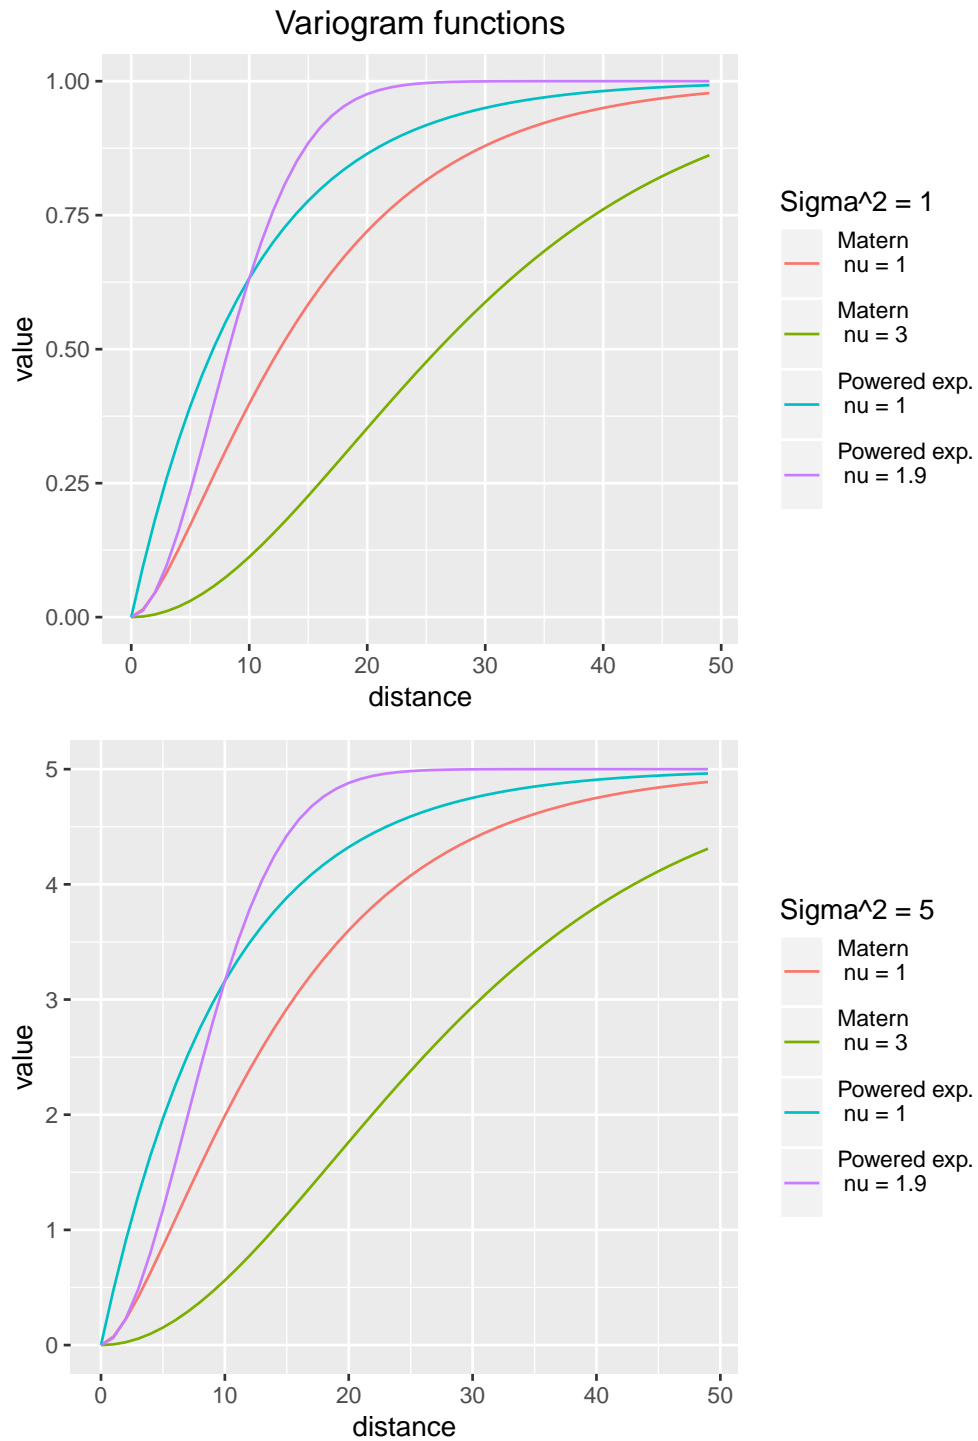 Variogram functions
1.00
0.75
0.50
0.25
0.00
value
0 10 20 30 40 50
distance
Sigma^2 = 1
Matern
nu = 1
Matern
nu = 3
Powered exp.
nu = 1
Powered exp.
nu = 1.9
5
4
3
2
1
0
value
0 10 20 30 40 50
distance
Sigma^2 = 5
Matern
nu = 1
Matern
nu = 3
Powered exp.
nu = 1
Powered exp.
nu = 1.9